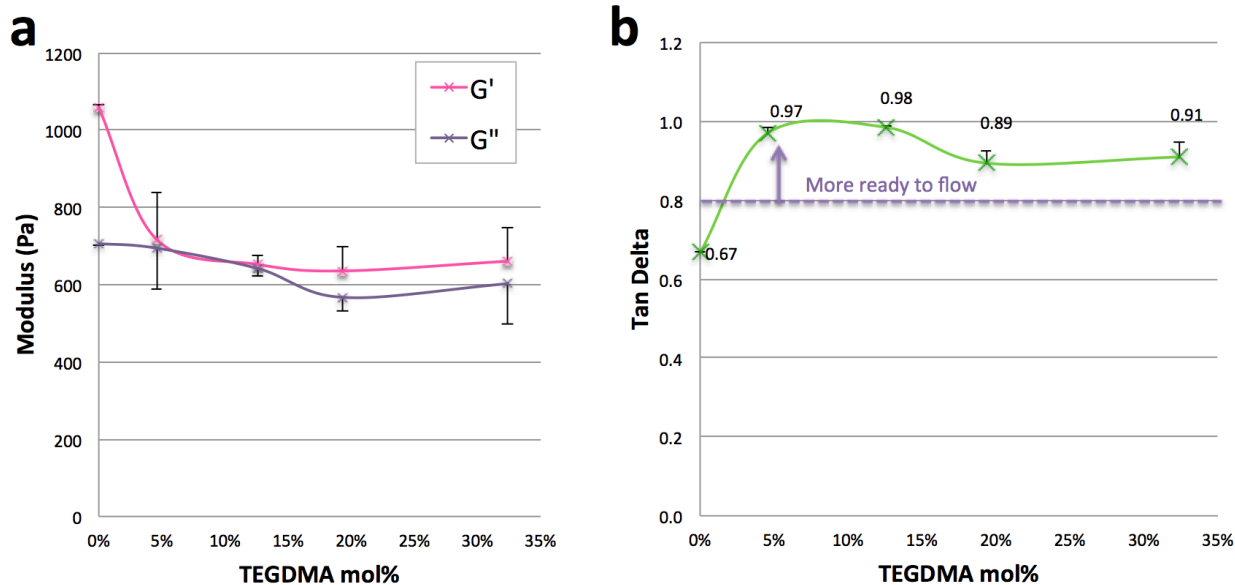 a
1200
1000
800
600
400
200
0
Modulus (Pa)
G'
G"
0% 5% 10% 15% 20% 25% 30% 35%
TEGDMA mol%
b
1.2
1.0
0.8
0.6
0.4
0.2
0.0
Tan Delta
0.67
0.97
0.98
0.89
0.91
More ready to flow
0% 5% 10% 15% 20% 25% 30% 35%
TEGDMA mol%